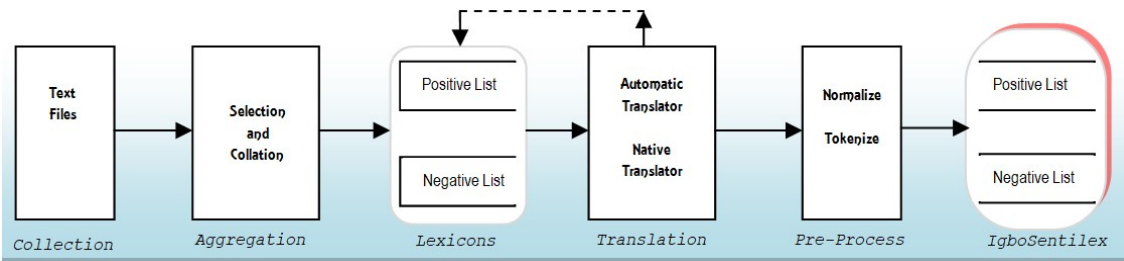 Text
Files
Collection
Selection
and
Collation
Aggregation
Positive List
Negative List
Lexicons
Automatic
Translator
Native
Translator
Translation
Normalize
Tokenize
Pre-Process
Positive List
Negative List
IgboSentilex